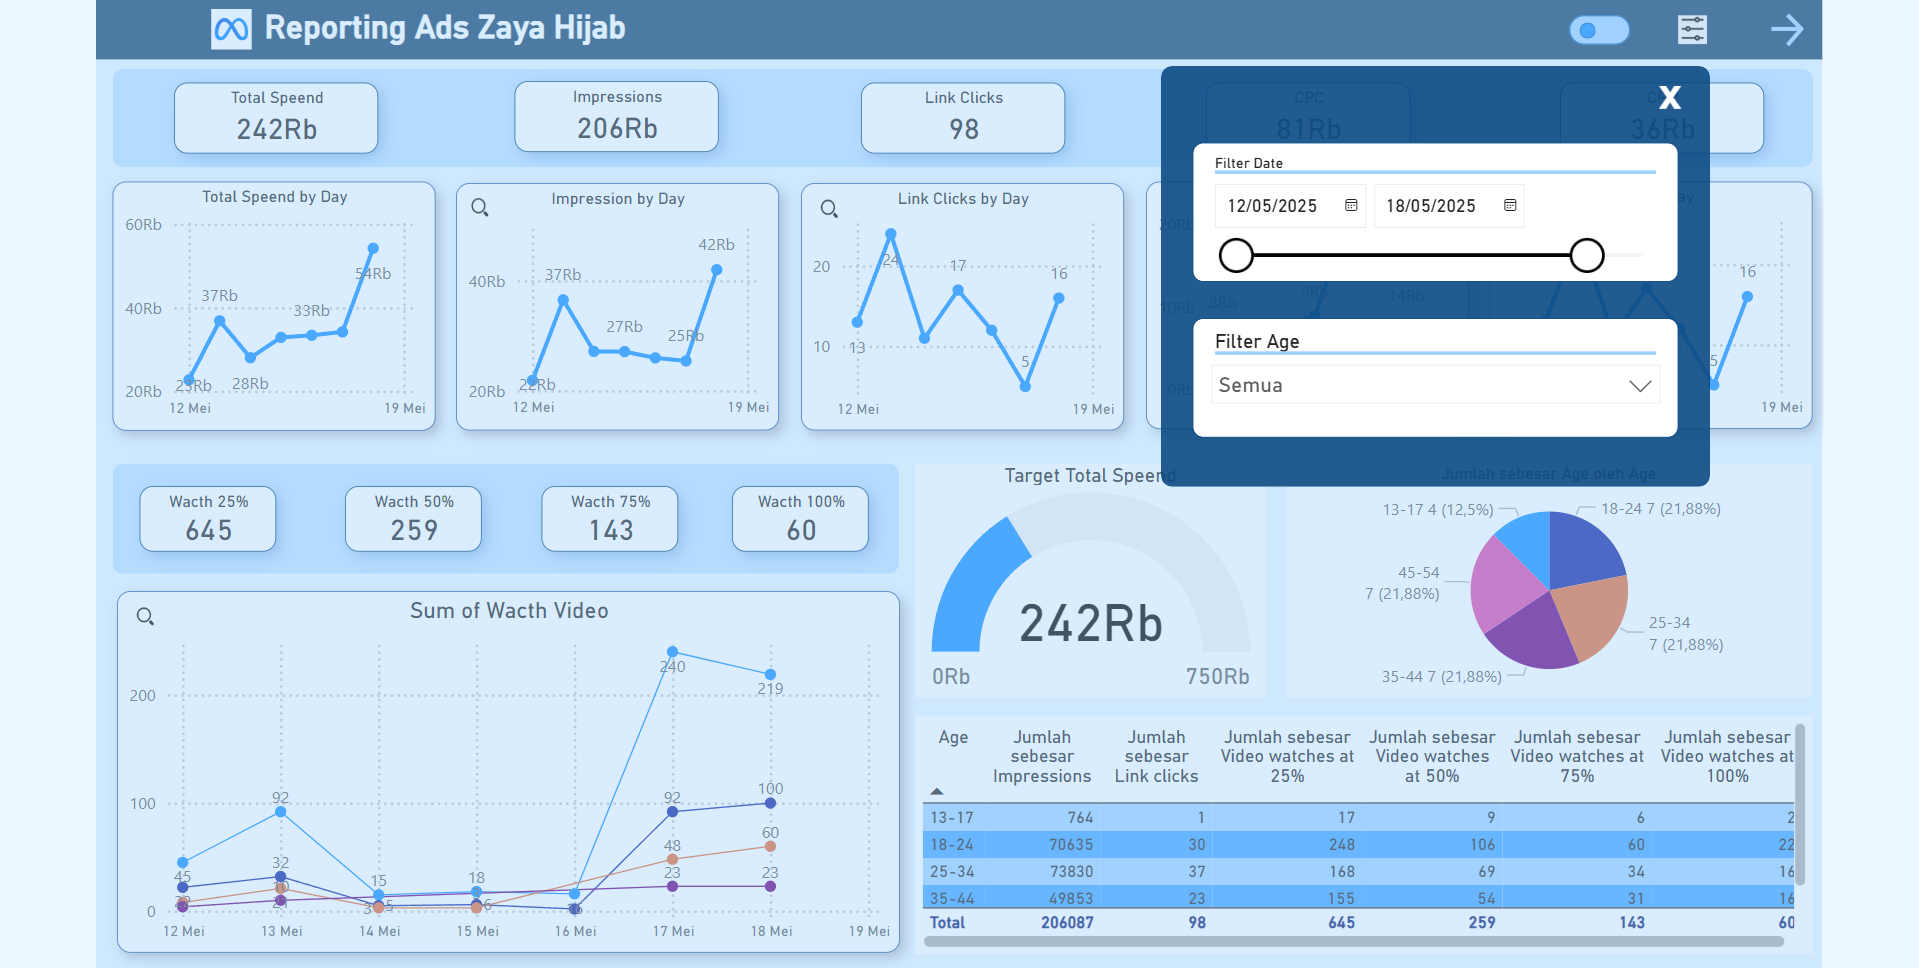 Reporting Ads Zaya Hijab
Total Speend
242Rb
Impressions
206Rb
Link Clicks
98
CPC
81Rb
36Rb
X
Filter Date
12/05/2025
18/05/2025
Filter Age
Semua
Total Speend by Day
60Rb
40Rb
20Rb
23Rb
37Rb
28Rb
33Rb
54Rb
12 Mei
19 Mei
Impression by Day
40Rb
20Rb
22Rb
37Rb
27Rb
25Rb
42Rb
12 Mei
19 Mei
Link Clicks by Day
20
10
13
24
17
5
16
12 Mei
19 Mei
20Rb
10Rb
0Rb
8Rb
9Rb
14Rb
ay
16
5
19 Mei
Wacth 25%
645
Wacth 50%
259
Wacth 75%
143
Wacth 100%
60
Sum of Wacth Video
200
100
0
45
92
15
18
240
219
32
92
100
48
60
23
23
12 Mei
13 Mei
14 Mei
15 Mei
16 Mei
17 Mei
18 Mei
19 Mei
Target Total Speend
242Rb
0Rb
750Rb
Jumlah sebesar Age oleh Age
13-17 4 (12,5%)
18-24 7 (21,88%)
45-54
7 (21,88%)
25-34
7 (21,88%)
35-44 7 (21,88%)
Age
Jumlah sebesar Impressions
Jumlah sebesar Link clicks
Jumlah sebesar Video watches at 25%
Jumlah sebesar Video watches at 50%
Jumlah sebesar Video watches at 75%
Jumlah sebesar Video watches at 100%
13-17 764 1 17 9 6 2
18-24 70635 30 248 106 60 22
25-34 73830 37 168 69 34 16
35-44 49853 23 155 54 31 16
Total 206087 98 645 259 143 60